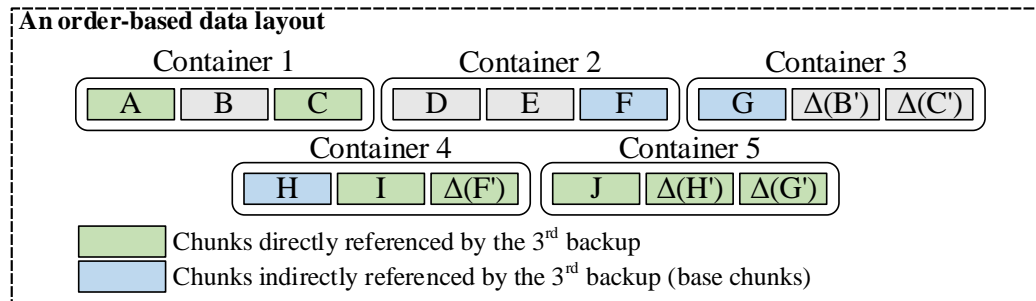 An order-based data layout
Container 1 Container 2 Container 3
A B C D E F G Δ(B') Δ(C')
Container 4 Container 5
H I Δ(F') J Δ(H') Δ(G')
Chunks directly referenced by the 3rd backup
Chunks indirectly referenced by the 3rd backup (base chunks)